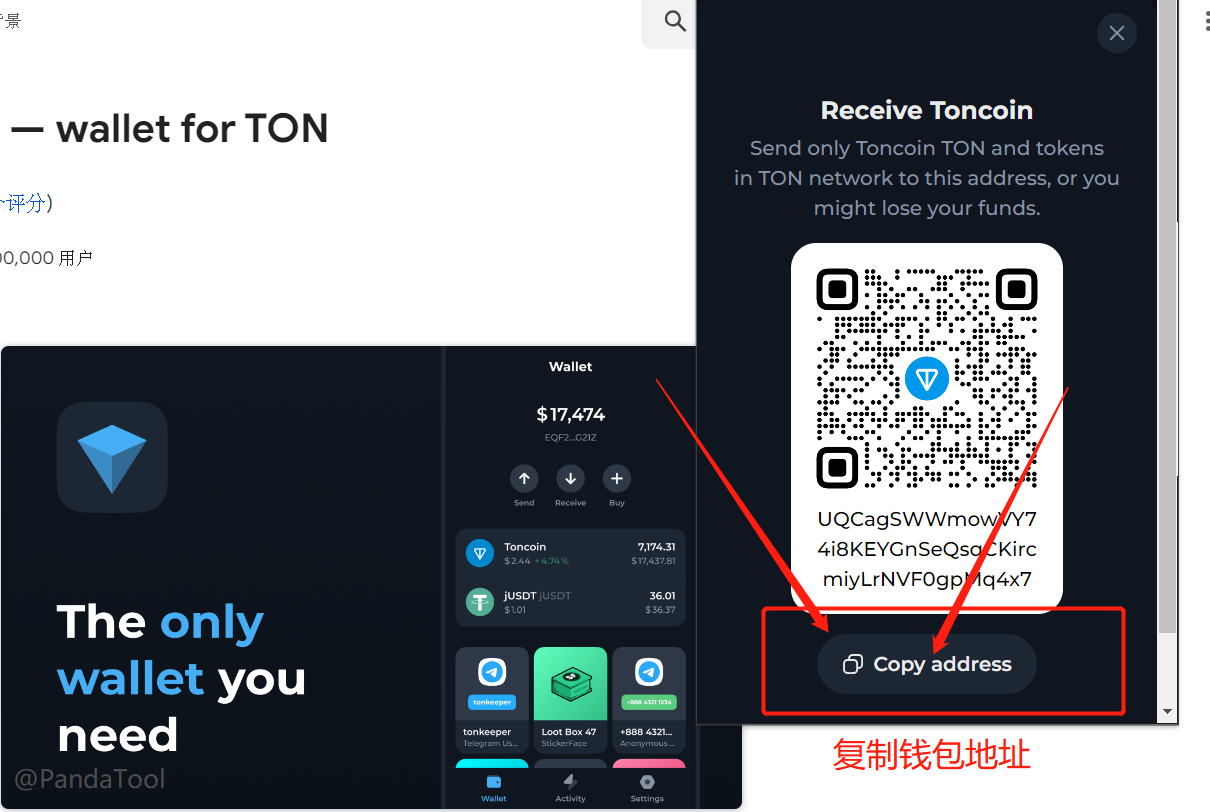 背景
— wallet for TON
个评分)
00,000 用户
Wallet
$17,474
EQF2...G21Z
Send
Receive
Buy
Toncoin
7,174.31
$2.44 +4.74%
$17,437.81
jUSDT jUSDT
36.01
$1.01
$36.37
tonkeeper
+888 4321 1234
tonkeeper
Loot Box 47
+888 4321...
Telegram Us...
StickerFace
Anonymous ...
Wallet
Activity
Settings
The only
wallet you
need
@PandaTool
Receive Toncoin
Send only Toncoin TON and tokens
in TON network to this address, or you
might lose your funds.
4i8KEYGnSeQsqCKirc
miyLrNVF0gpMq4x7
Copy address
复制钱包地址